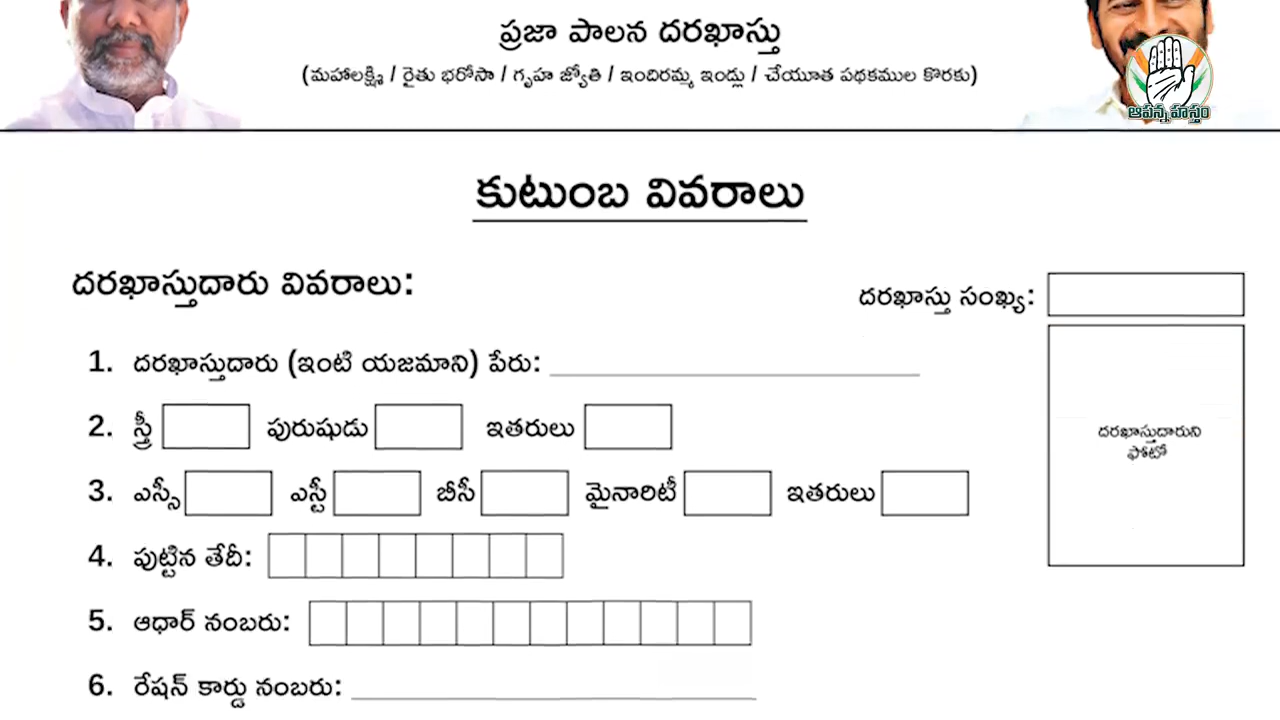 ప్రజా పాలన దరఖాస్తు
(మహాలక్ష్మి / రైతు భరోసా / గృహ జ్యోతి / ఇందిరమ్మ ఇండ్లు / చేయూత పథకముల కొరకు)
ఆపన్న హస్తం
కుటుంబ వివరాలు
దరఖాస్తుదారు వివరాలు:
దరఖాస్తు సంఖ్య:
1. దరఖాస్తుదారు (ఇంటి యజమాని) పేరు:
2. స్త్రీ పురుషుడు ఇతరులు
దరఖాస్తుదారుని
ఫోటో
3. ఎస్సీ ఎస్టీ బీసీ మైనారిటీ ఇతరులు
4. పుట్టిన తేదీ:
5. ఆధార్ నంబరు:
6. రేషన్ కార్డు నంబరు: